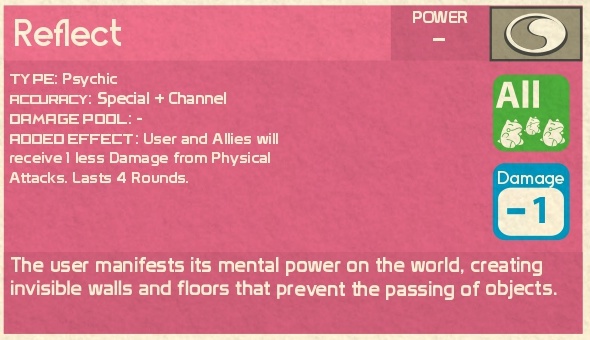 Reflect
POWER
–
TYPE: Psychic
ACCURACY: Special + Channel
DAMAGE POOL: -
ADDED EFFECT: User and Allies will
receive 1 less Damage from Physical
Attacks. Lasts 4 Rounds.
All
Damage
-1
The user manifests its mental power on the world, creating
invisible walls and floors that prevent the passing of objects.